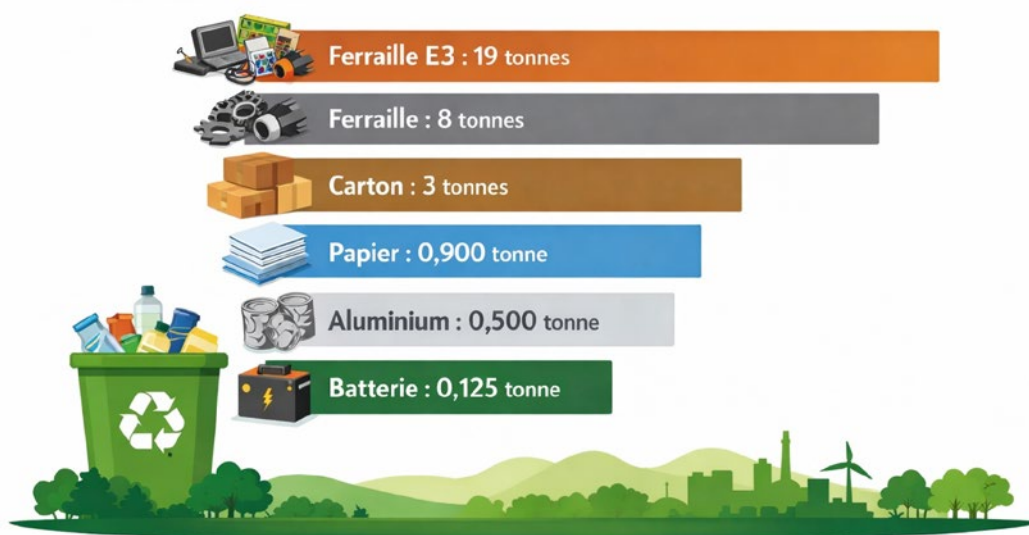 Ferraille E3 : 19 tonnes
Ferraille : 8 tonnes
Carton : 3 tonnes
Papier : 0,900 tonne
Aluminium : 0,500 tonne
Batterie : 0,125 tonne